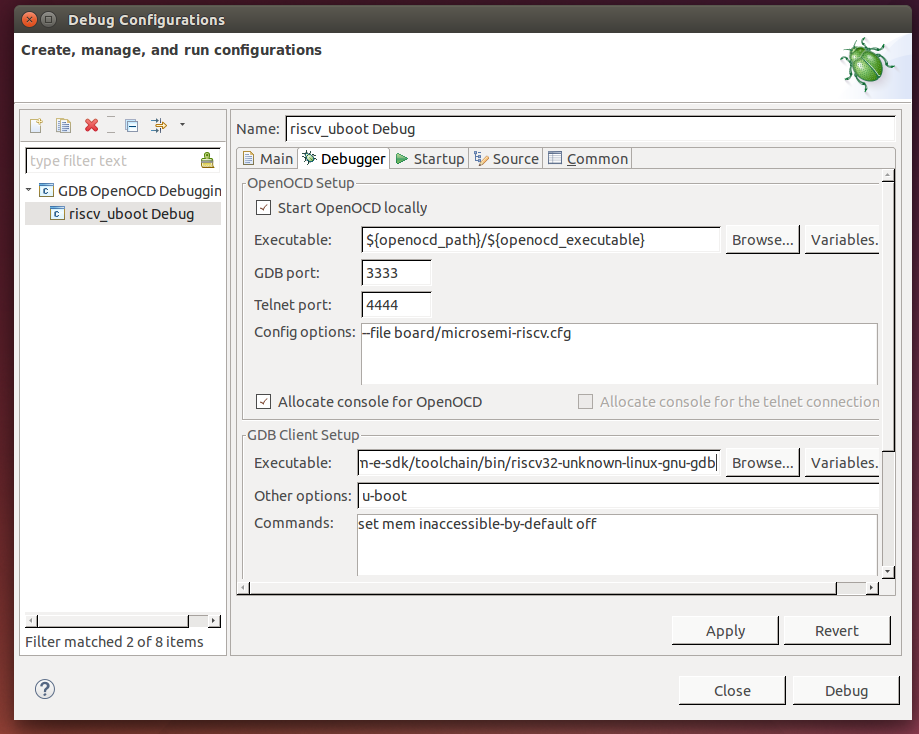 Debug Configurations
Create, manage, and run configurations
type filter text
GDB OpenOCD Debuggin
riscv_uboot Debug
Filter matched 2 of 8 items
Name: riscv_uboot Debug
Main Debugger Startup Source Common
OpenOCD Setup
Start OpenOCD locally
Executable: ${openocd_path}/${openocd_executable} Browse... Variables.
GDB port: 3333
Telnet port: 4444
Config options: --file board/microsemi-riscv.cfg
Allocate console for OpenOCD Allocate console for the telnet connection
GDB Client Setup
Executable: m-e-sdk/toolchain/bin/riscv32-unknown-linux-gnu-gdb Browse... Variables.
Other options: u-boot
Commands: set mem inaccessible-by-default off
Apply Revert
Close Debug